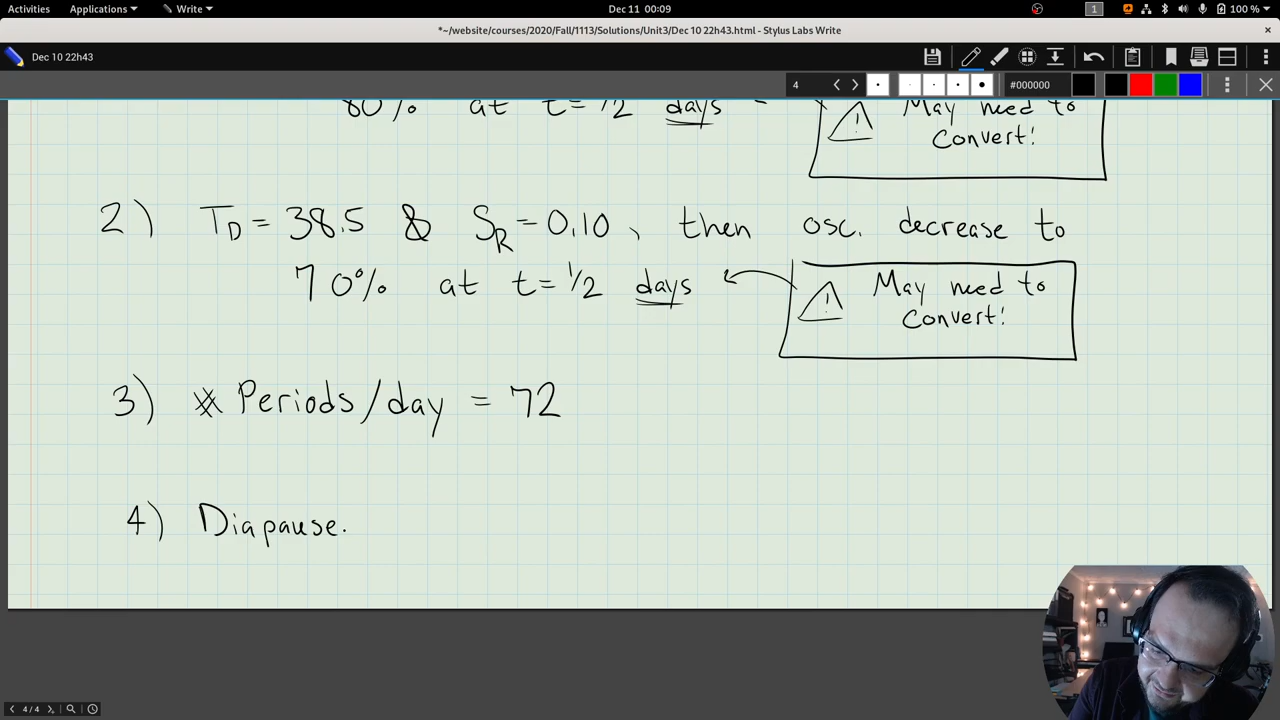 Activities Applications Write Dec 11 00:09 1 100 %
*~/website/courses/2020/Fall/1113/Solutions/Unit3/Dec 10 22h43.html - Stylus Labs Write ×
Dec 10 22h43
4 #000000
80% at t = 1/2 days
May need to
Convert!
2) T_D = 38.5 & S_R = 0.10, then osc. decrease to
70% at t = 1/2 days
May need to
Convert!
3) # Periods/day = 72
4) Diapause.
4/4